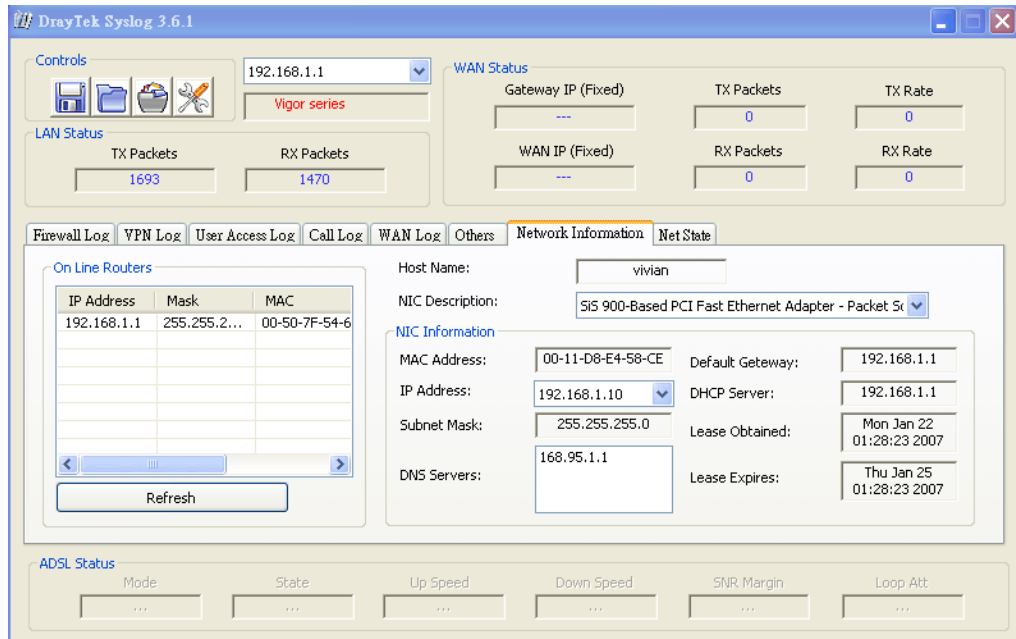 DrayTek Syslog 3.6.1
Controls
192.168.1.1
Vigor series
LAN Status
TX Packets RX Packets
1693 1470
WAN Status
Gateway IP (Fixed) TX Packets TX Rate
--- 0 0
WAN IP (Fixed) RX Packets RX Rate
--- 0 0
Firewall Log VPN Log User Access Log Call Log WAN Log Others Network Information Net State
On Line Routers
IP Address Mask MAC
192.168.1.1 255.255.2... 00-50-7F-54-6
Refresh
Host Name: vivian
NIC Description: SiS 900-Based PCI Fast Ethernet Adapter - Packet Sc
NIC Information
MAC Address: 00-11-D8-E4-58-CE
IP Address: 192.168.1.10
Subnet Mask: 255.255.255.0
DNS Servers: 168.95.1.1
Default Geteway: 192.168.1.1
DHCP Server: 192.168.1.1
Lease Obtained: Mon Jan 22
01:28:23 2007
Lease Expires: Thu Jan 25
01:28:23 2007
ADSL Status
Mode State Up Speed Down Speed SNR Margin Loop Att
... ... ... ... ... ...